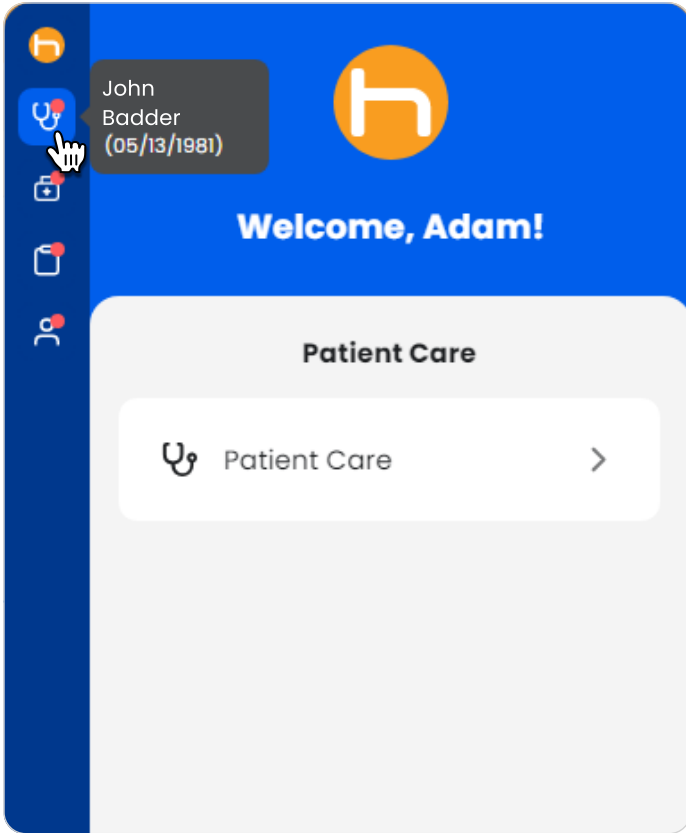 John
Badder
(05/13/1981)
Welcome, Adam!
Patient Care
Patient Care